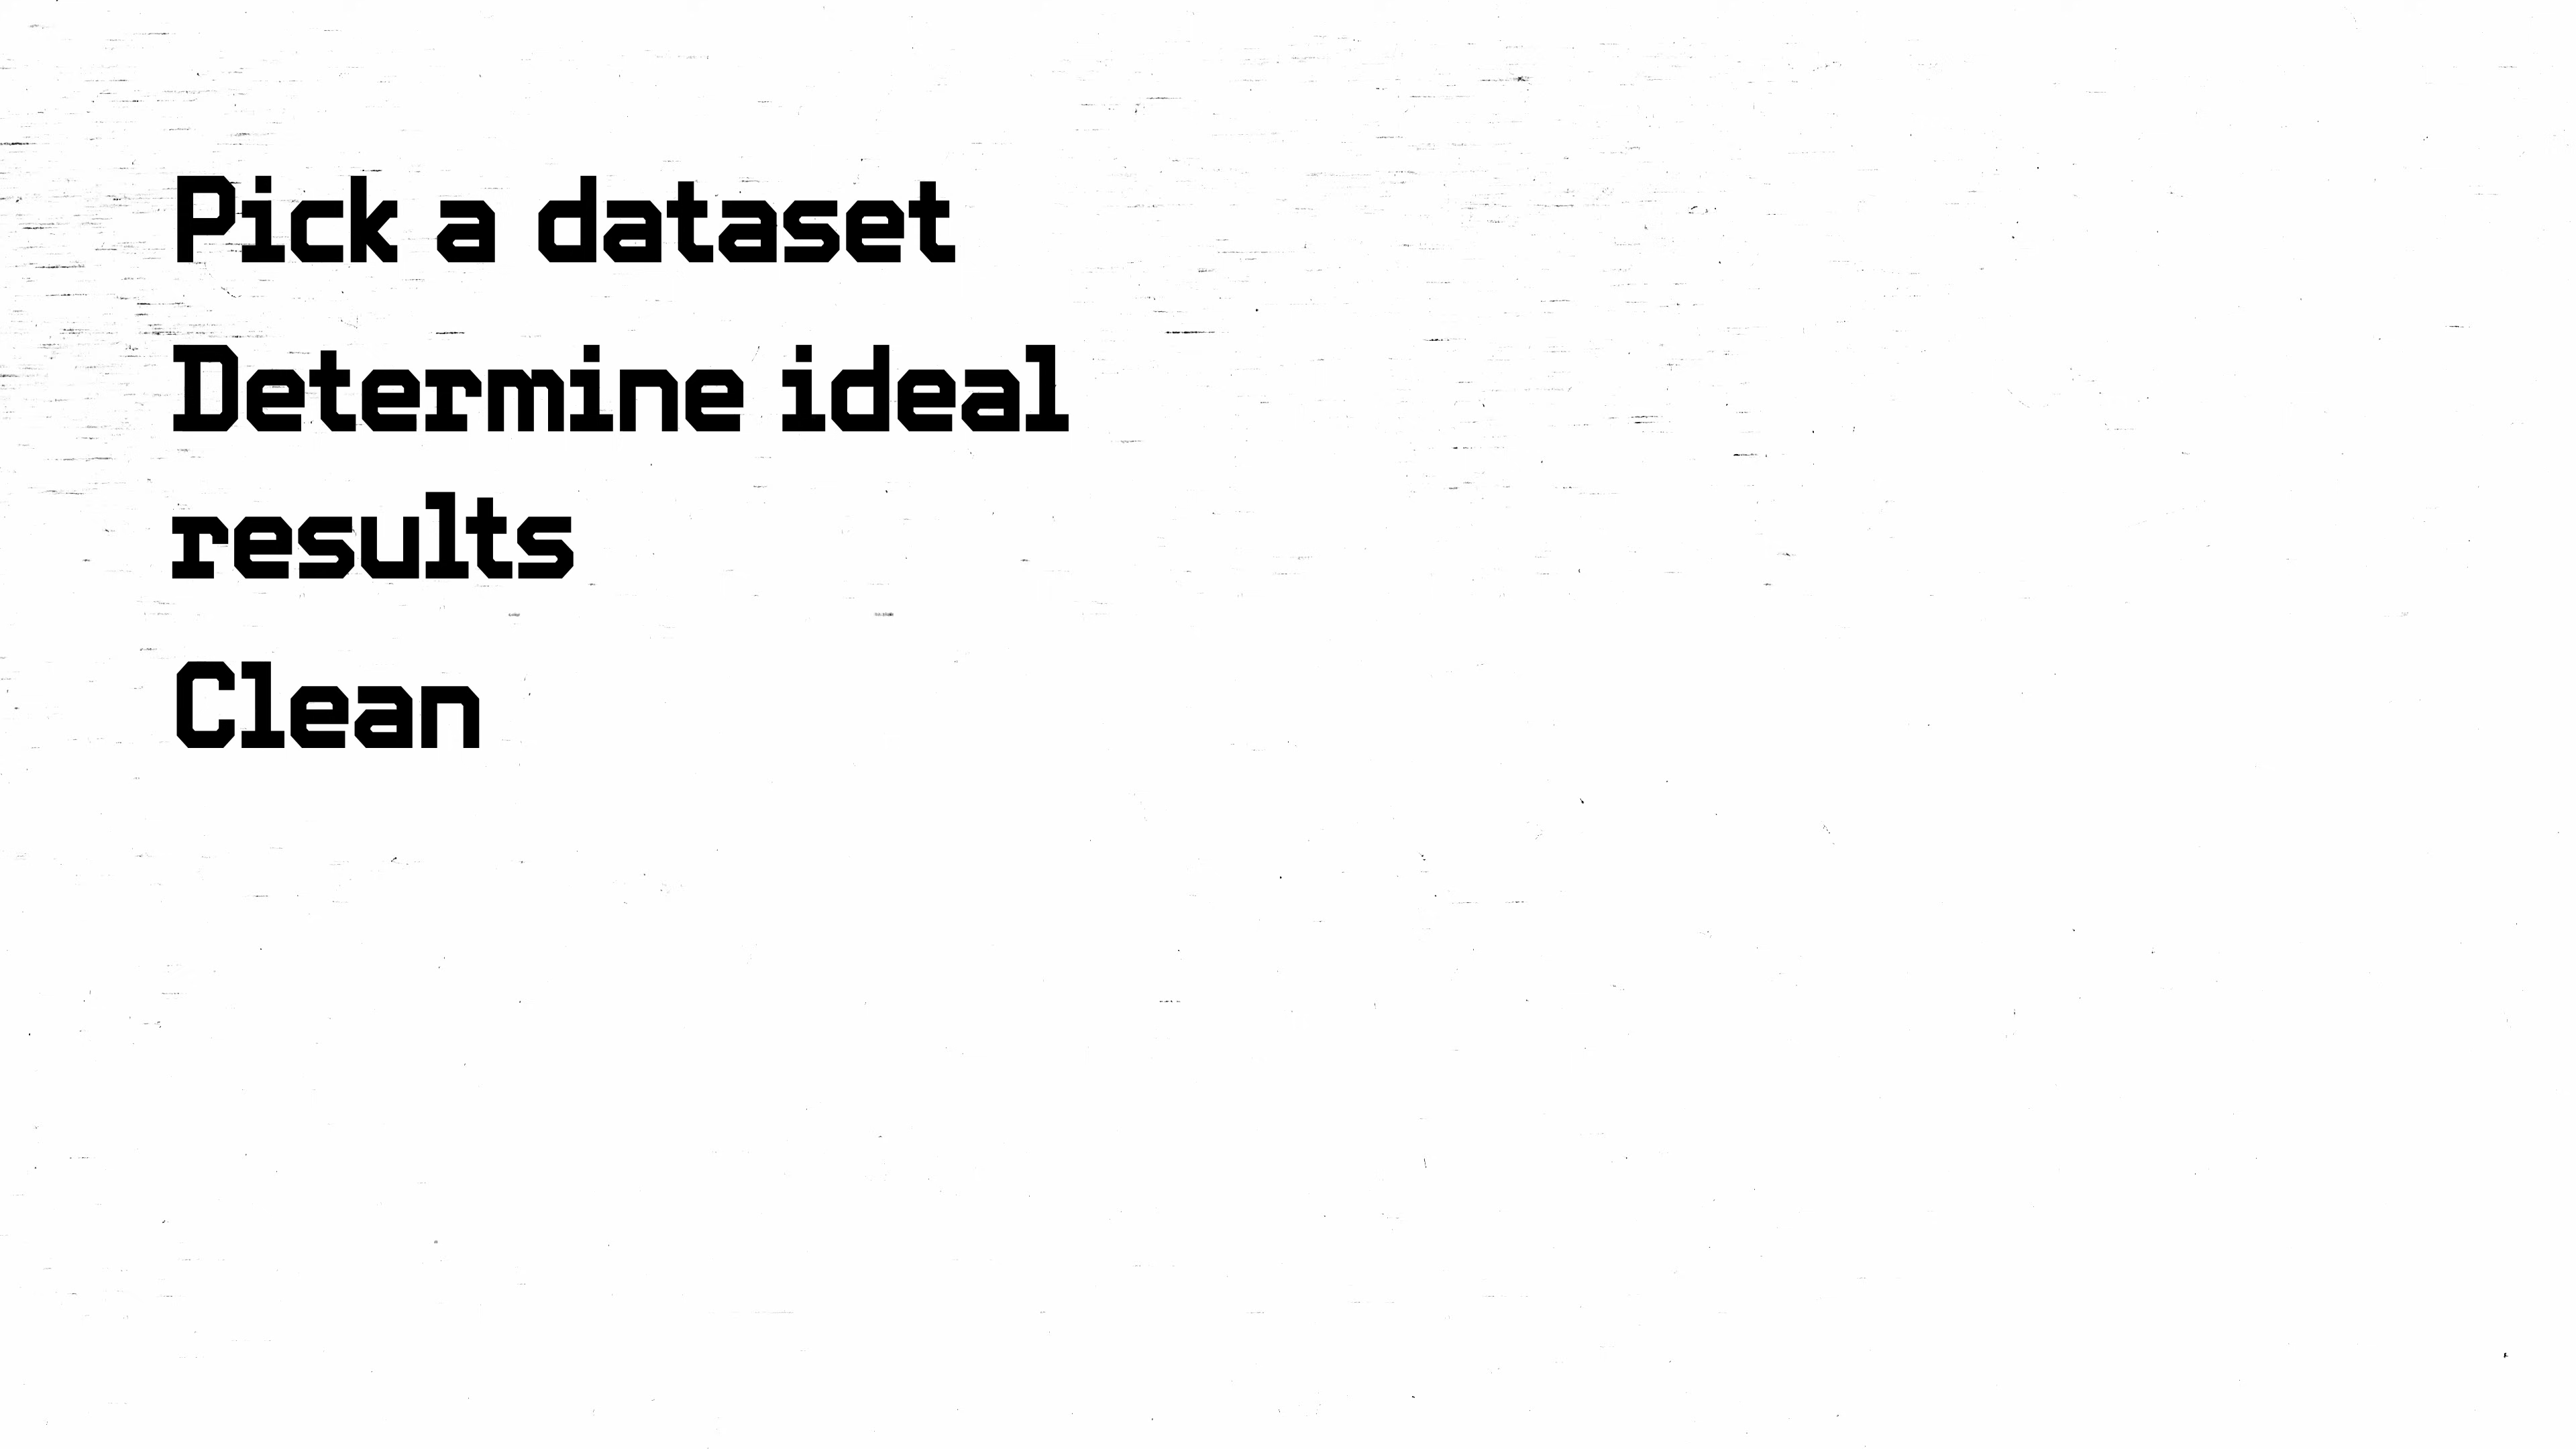 Pick a dataset
Determine ideal
results
Clean